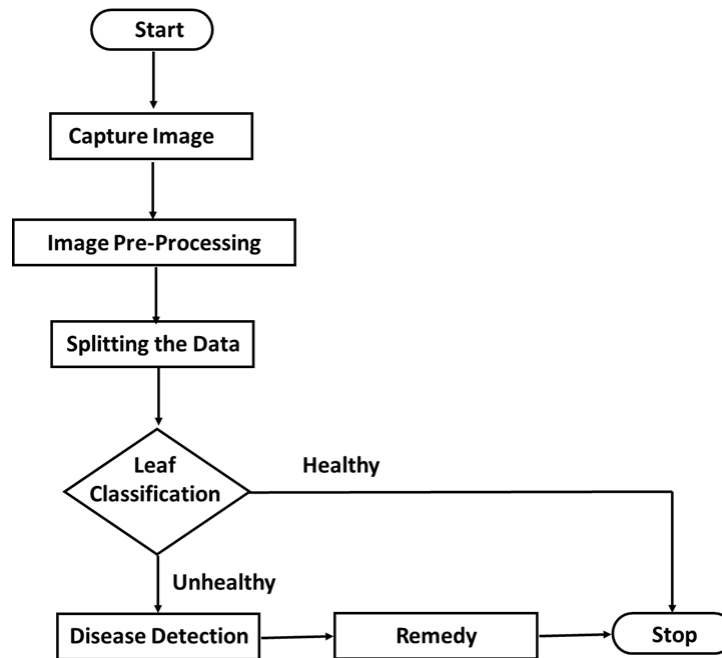 Start
Capture Image
Image Pre-Processing
Splitting the Data
Leaf
Classification
Healthy
Unhealthy
Disease Detection
Remedy
Stop